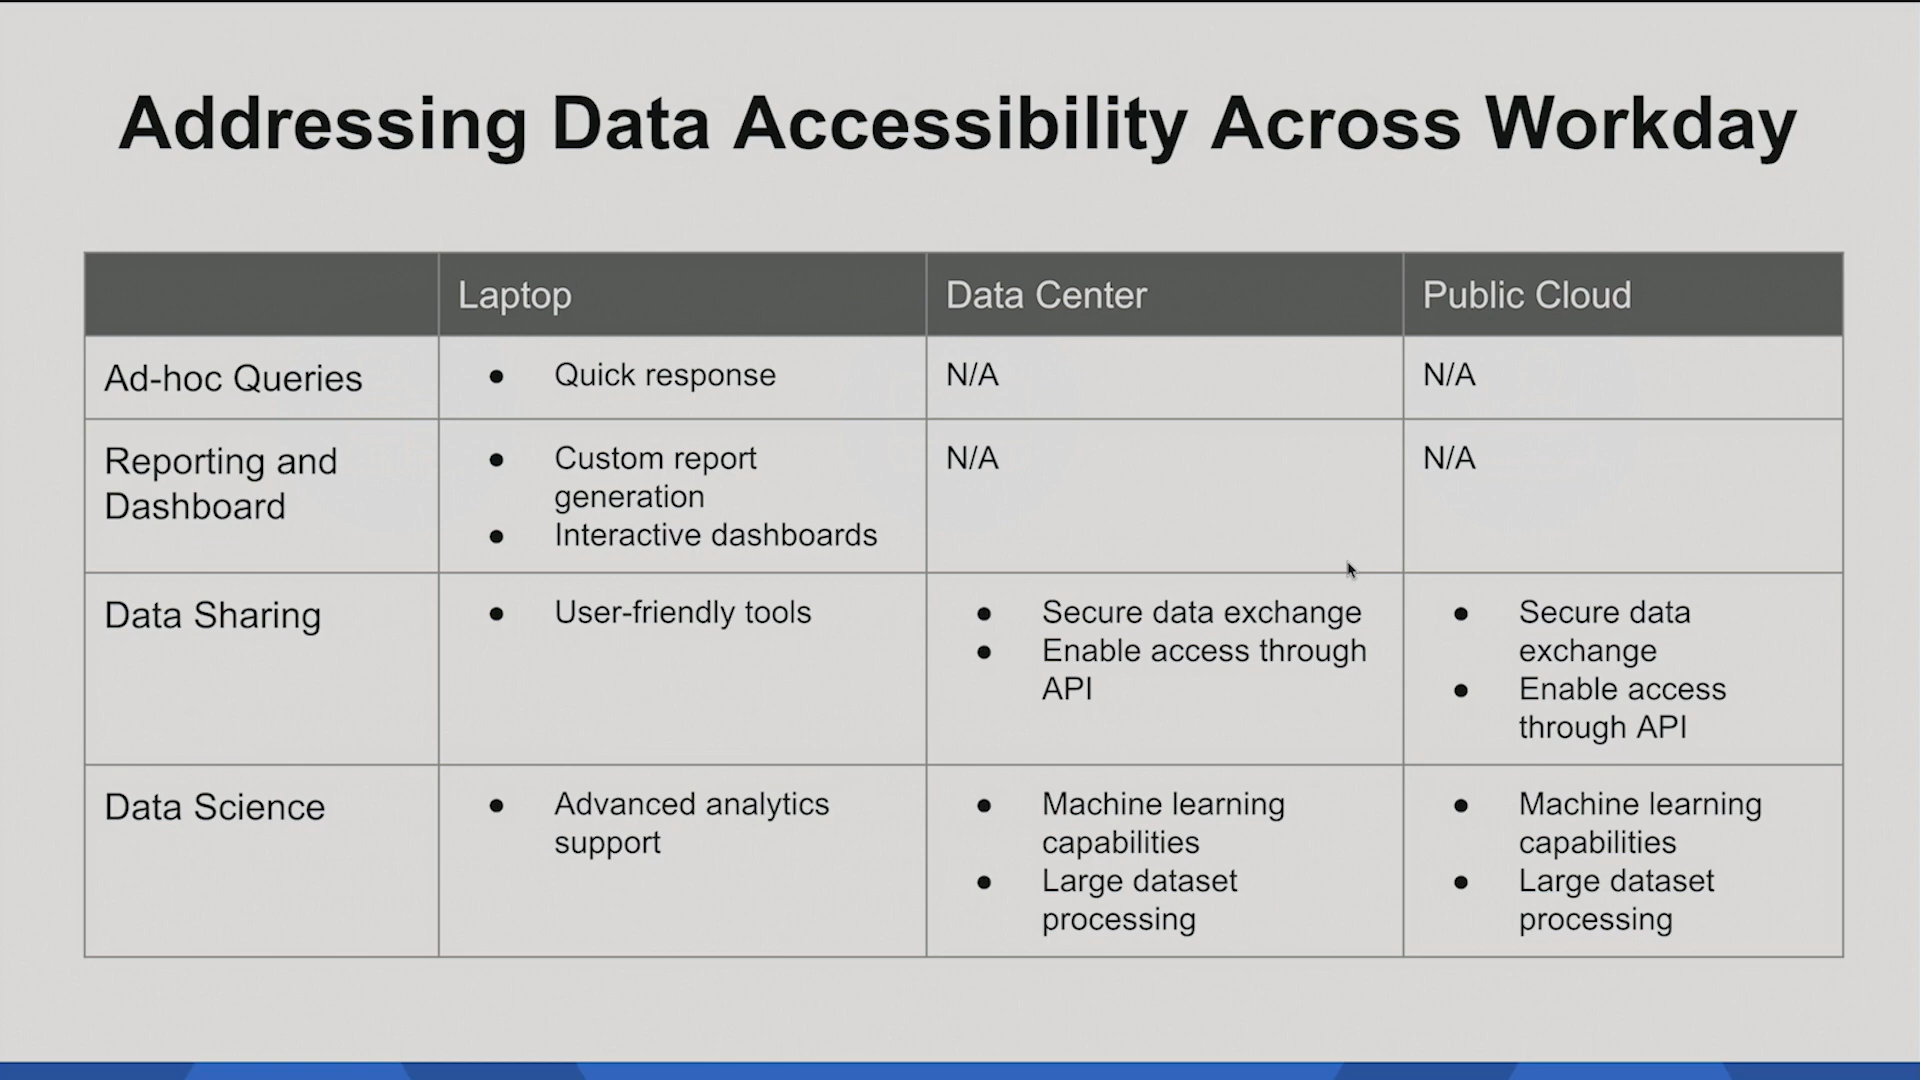 Addressing Data Accessibility Across Workday
Laptop
Data Center
Public Cloud
Ad-hoc Queries
● Quick response
N/A
N/A
Reporting and
Dashboard
● Custom report
generation
● Interactive dashboards
N/A
N/A
Data Sharing
● User-friendly tools
● Secure data exchange
● Enable access through
API
● Secure data
exchange
● Enable access
through API
Data Science
● Advanced analytics
support
● Machine learning
capabilities
● Large dataset
processing
● Machine learning
capabilities
● Large dataset
processing